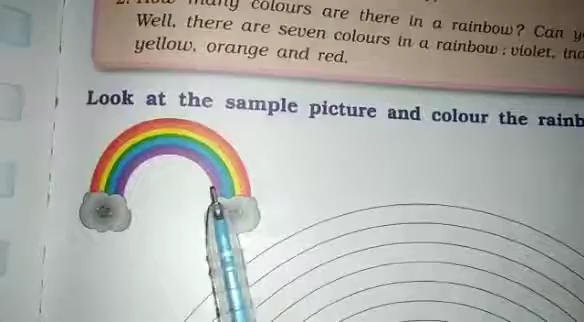 many colours are there in a rainbow? Can
Well, there are seven colours in a rainbow : violet,
yellow, orange and red.
Look at the sample picture and colour the